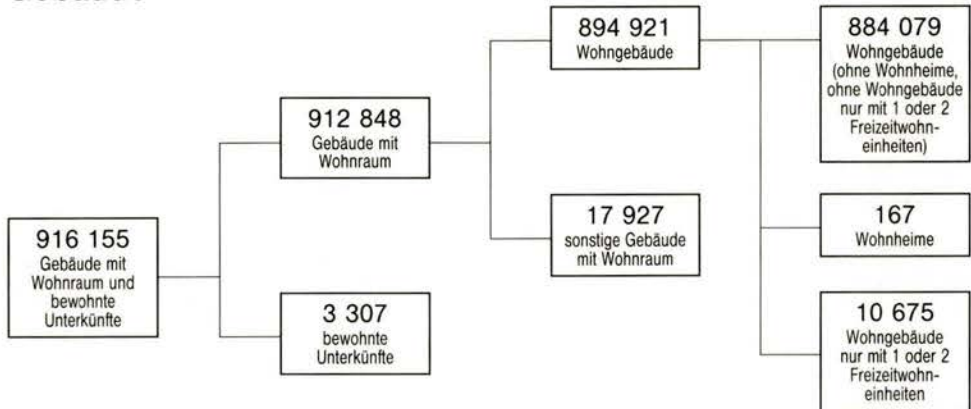 894 921
Wohngebäude
884 079
Wohngebäude
(ohne Wohnheime,
ohne Wohngebäude
nur mit 1 oder 2
Freizeitwohn-
einheiten)
912 848
Gebäude mit
Wohnraum
17 927
sonstige Gebäude
mit Wohnraum
167
Wohnheime
916 155
Gebäude mit
Wohnraum und
bewohnte
Unterkünfte
3 307
bewohnte
Unterkünfte
10 675
Wohngebäude
nur mit 1 oder 2
Freizeitwohn-
einheiten